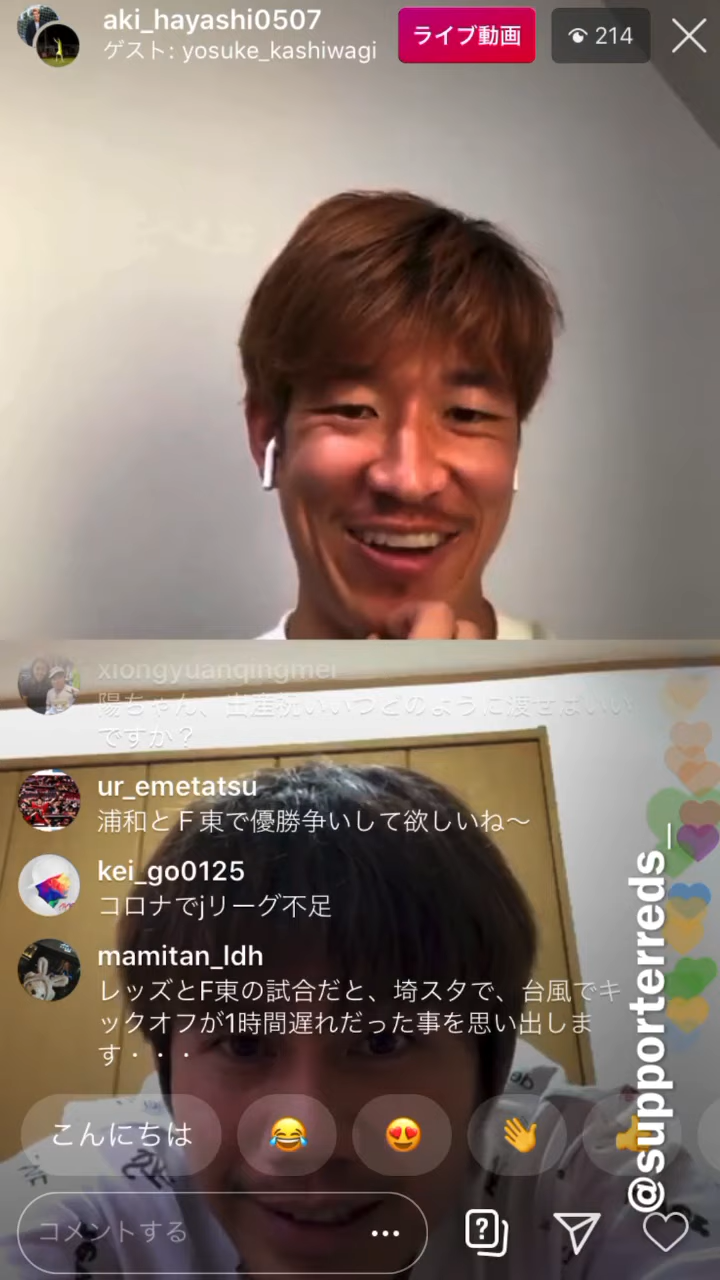 aki_hayashi0507
ゲスト: yosuke_kashiwagi
ライブ動画
214
xiongyuanqingmei
陽ちゃん、出産祝いいつどのように渡せばいい
ですか？
ur_emetatsu
浦和とＦ東で優勝争いして欲しいね〜
kei_go0125
コロナでjリーグ不足
mamitan_ldh
レッズとF東の試合だと、埼スタで、台風でキ
ックオフが1時間遅れだった事を思い出しま
す・・・
@supporterreds_
こんにちは
コメントする